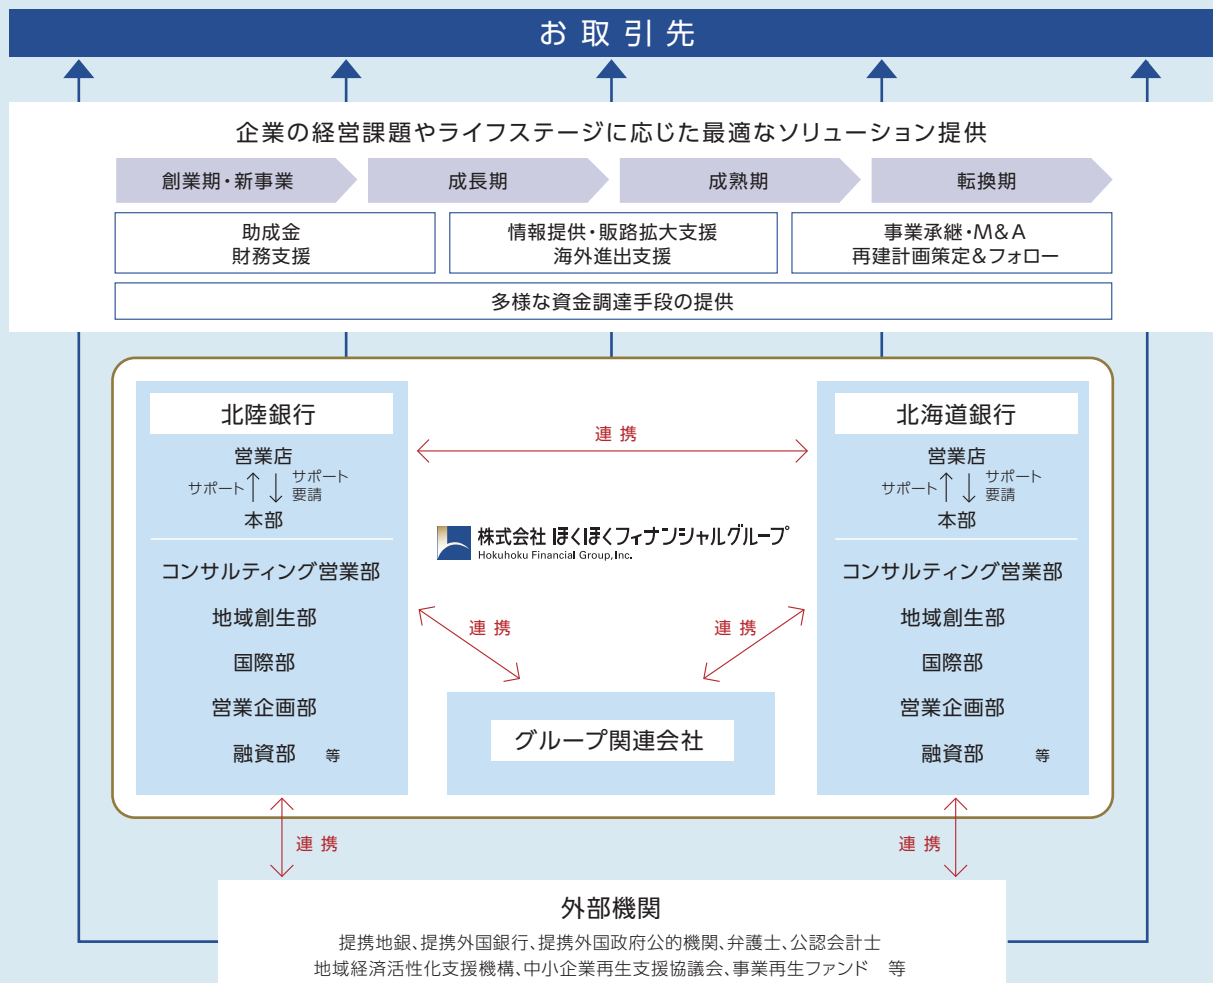 お取引先
企業の経営課題やライフステージに応じた最適なソリューション提供
創業期・新事業
成長期
成熟期
転換期
助成金
財務支援
情報提供・販路拡大支援
海外進出支援
事業承継・M&A
再建計画策定&フォロー
多様な資金調達手段の提供
北陸銀行
営業店
サポート
サポート
要請
本部
コンサルティング営業部
地域創生部
国際部
営業企画部
融資部 等
連携
株式会社 ほくほくフィナンシャルグループ
Hokuhoku Financial Group,Inc.
連携
連携
グループ関連会社
北海道銀行
営業店
サポート
サポート
要請
本部
コンサルティング営業部
地域創生部
国際部
営業企画部
融資部 等
連携
連携
外部機関
提携地銀、提携外国銀行、提携外国政府公的機関、弁護士、公認会計士
地域経済活性化支援機構、中小企業再生支援協議会、事業再生ファンド 等